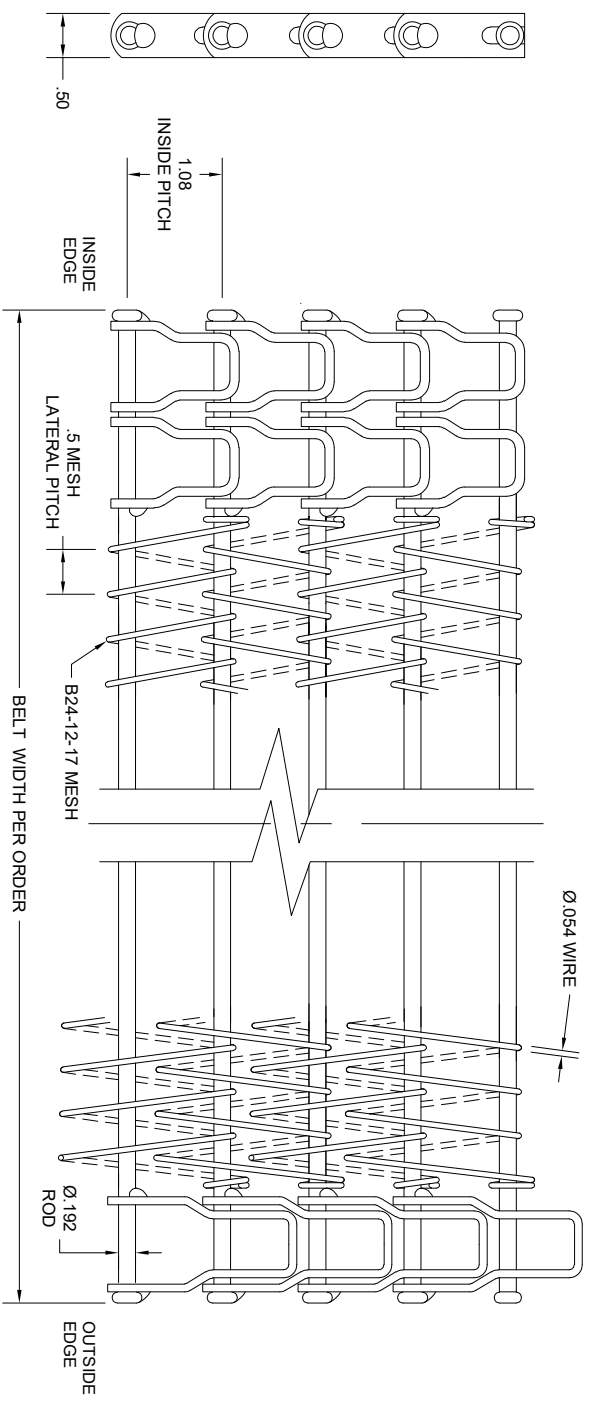 .50
1.08
INSIDE PITCH
INSIDE
EDGE
.5 MESH
LATERAL PITCH
B24-12-17 MESH
BELT WIDTH PER ORDER
Ø.054 WIRE
Ø.192
ROD
OUTSIDE
EDGE